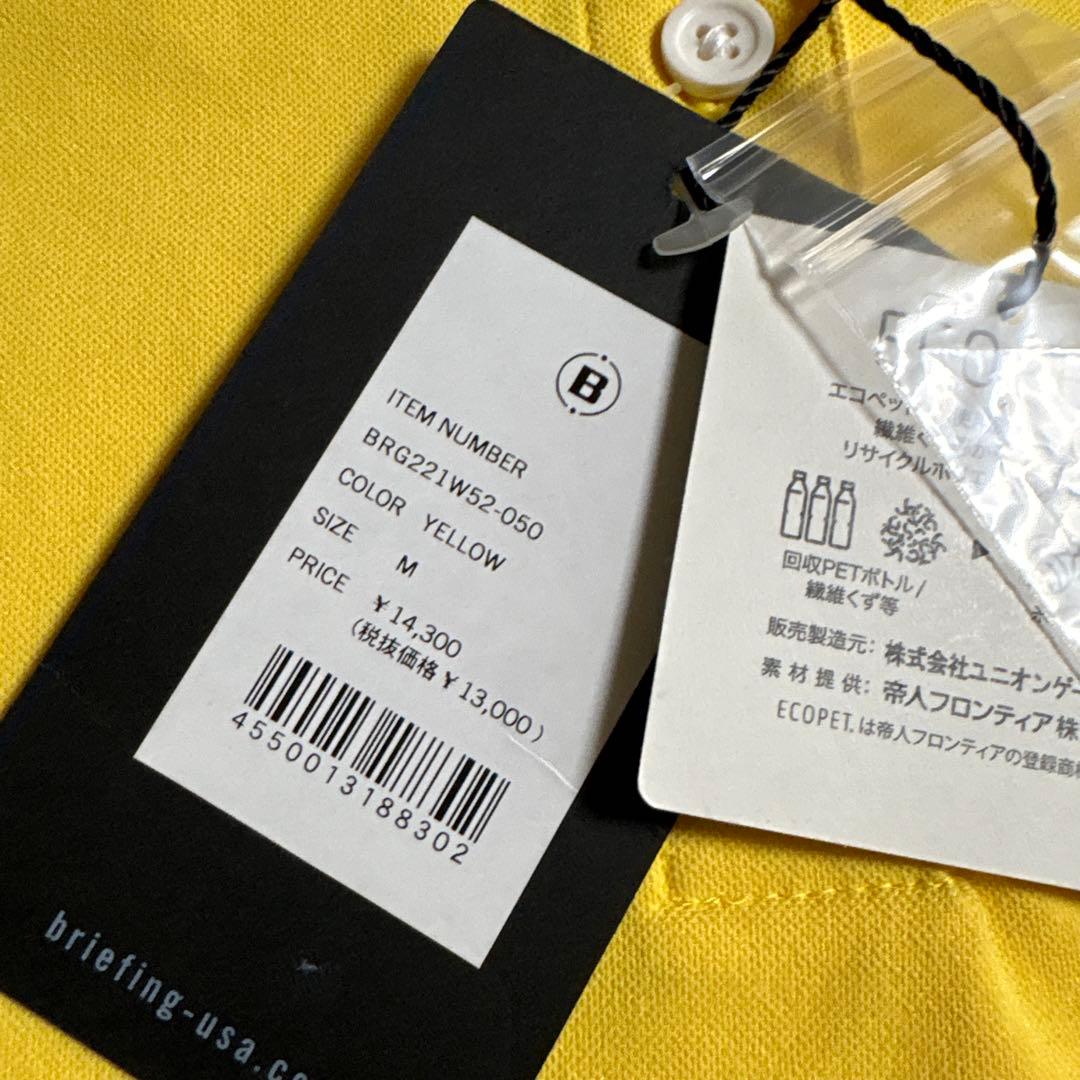 B
ITEM NUMBER
BRG221W52-050
COLOR YELLOW
SIZE M
PRICE ¥14,300
(税抜価格¥13,000)
4550013188302
briefing-usa.co
エコペッ
繊維く
リサイクルポ
回収PETボトル/
繊維くず等
販売製造元: 株式会社ユニオンゲー
素材提供: 帝人フロンティア株
ECOPET.は帝人フロンティアの登録商標